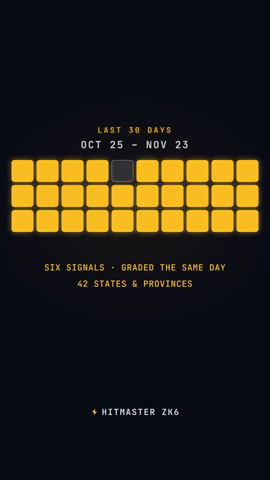 LAST 30 DAYS
OCT 25 – NOV 23
SIX SIGNALS · GRADED THE SAME DAY
42 STATES & PROVINCES
HITMASTER ZK6